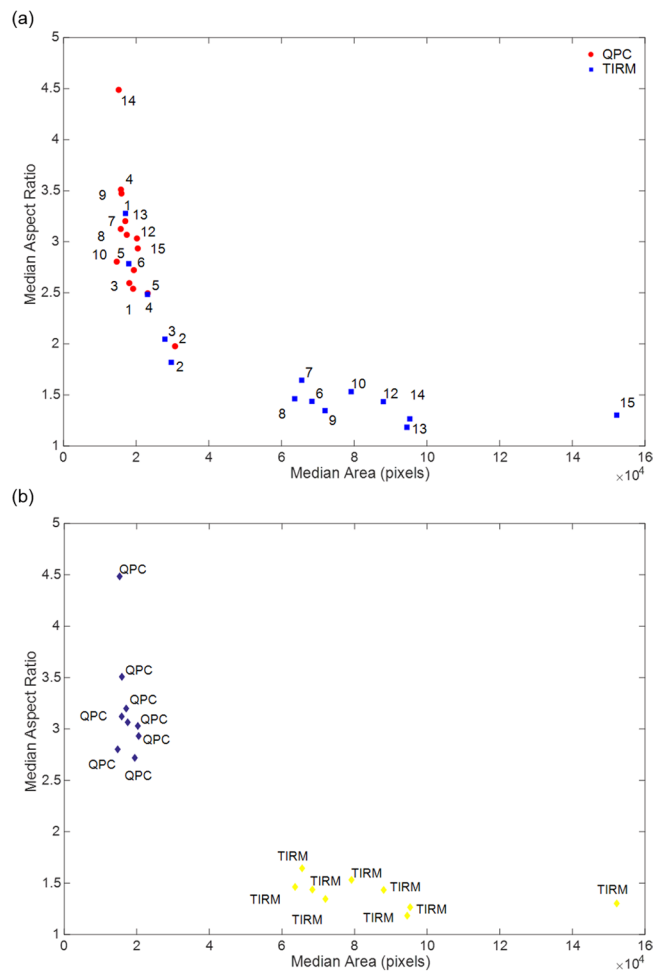 (a)
5
QPC
TIRM
4.5
14
4
3.5
4
9
1
13
7
12
8
3
15
10
5
6
2.5
3
5
1
4
2
3
2
2
1.5
7
10
14
15
6
12
8
9
13
1
0
2
4
6
8
10
12
14
16
Median Area (pixels)
×10⁴
Median Aspect Ratio
(b)
5
4.5
QPC
4
3.5
QPC
QPC
QPC
QPC
3
QPC
QPC
QPC
2.5
2
TIRM
TIRM
1.5
TIRM
TIRM
TIRM
TIRM
TIRM
TIRM
TIRM
1
0
2
4
6
8
10
12
14
16
Median Area (pixels)
×10⁴
Median Aspect Ratio